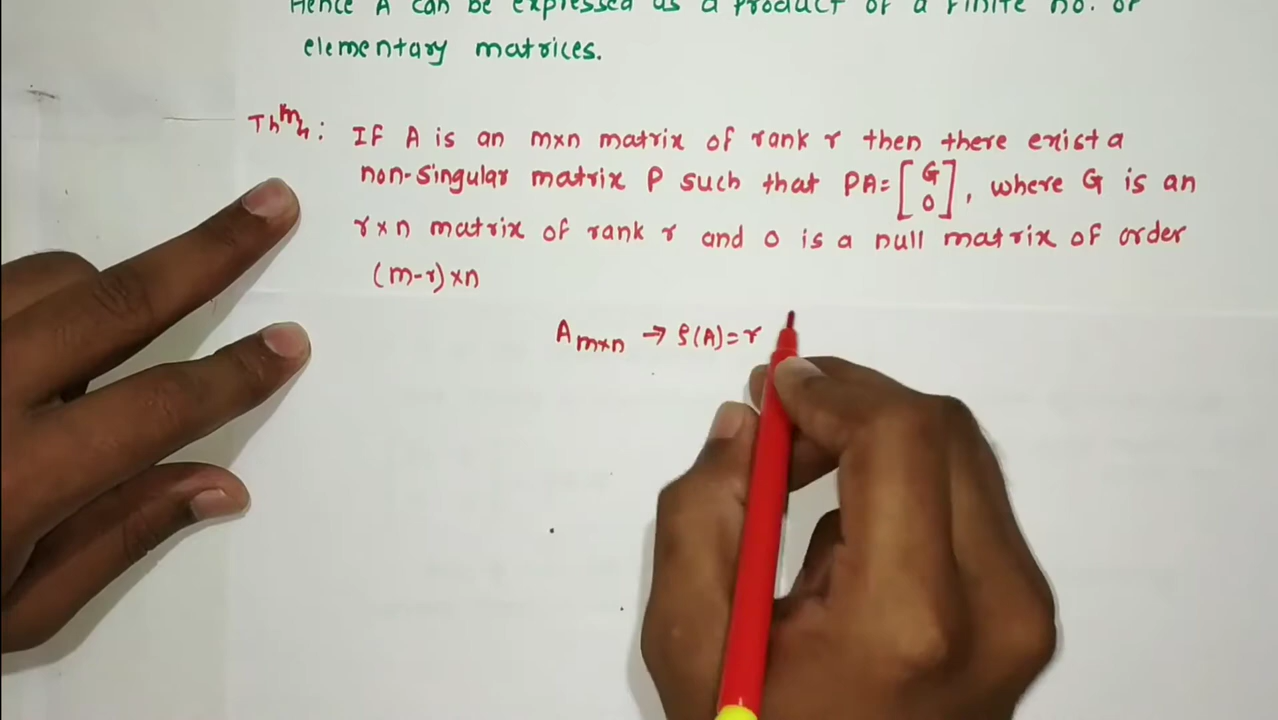 Hence A can be expressed as a product of a finite no. of
elementary matrices.
Thm: If A is an m×n matrix of rank r then there exist a
non-singular matrix P such that PA=[G 0], where G is an
r×n matrix of rank r and 0 is a null matrix of order
(m-r)×n
A m×n → ρ(A)=r